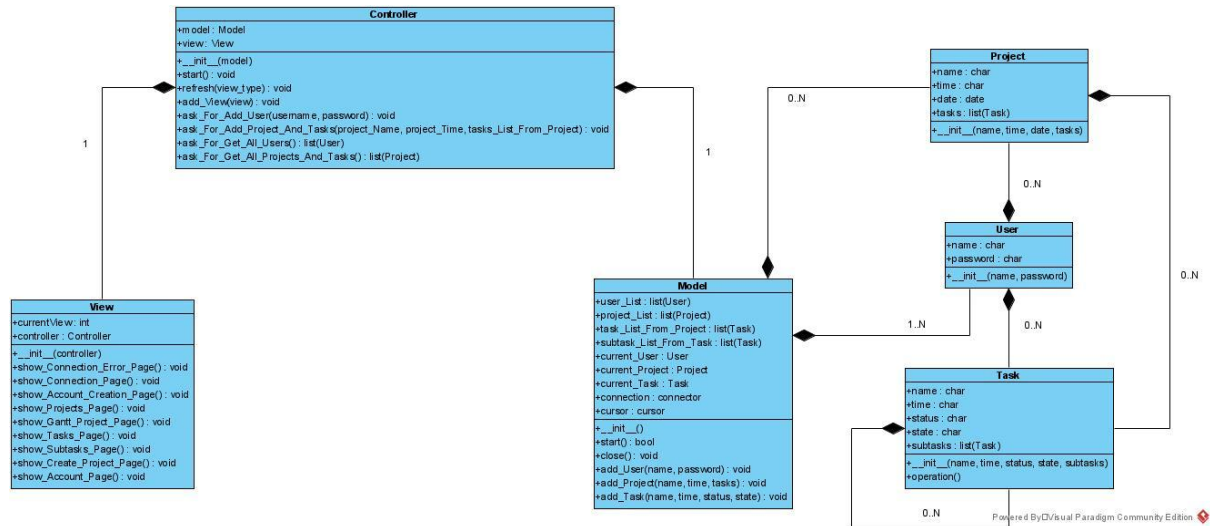 Controller
+model : Model
+view : View
+__init__(model)
+start() : void
+refresh(view_type) : void
+add_View(view) : void
+ask_For_Add_User(username, password) : void
+ask_For_Add_Project_And_Tasks(project_Name, project_Time, tasks_List_From_Project) : void
+ask_For_Get_All_Users() : list(User)
+ask_For_Get_All_Projects_And_Tasks() : list(Project)
1
1
View
+currentView : int
+controller : Controller
+__init__(controller)
+show_Connection_Error_Page() : void
+show_Connection_Page() : void
+show_Account_Creation_Page() : void
+show_Projects_Page() : void
+show_Gantt_Project_Page() : void
+show_Tasks_Page() : void
+show_Subtasks_Page() : void
+show_Create_Project_Page() : void
+show_Account_Page() : void
Model
+user_List : list(User)
+project_List : list(Project)
+task_List_From_Project : list(Task)
+subtask_List_From_Task : list(Task)
+current_User : User
+current_Project : Project
+current_Task : Task
+connection : connector
+cursor : cursor
+__init__()
+start() : bool
+close() : void
+add_User(name, password) : void
+add_Project(name, time, tasks) : void
+add_Task(name, time, status, state) : void
0..N
1..N
Project
+name : char
+time : char
+date : date
+tasks : list(Task)
+__init__(name, time, date, tasks)
0..N
User
+name : char
+password : char
+__init__(name, password)
0..N
0..N
Task
+name : char
+time : char
+status : char
+state : char
+subtasks : list(Task)
+__init__(name, time, status, state, subtasks)
+operation()
0..N
Powered By□Visual Paradigm Community Edition